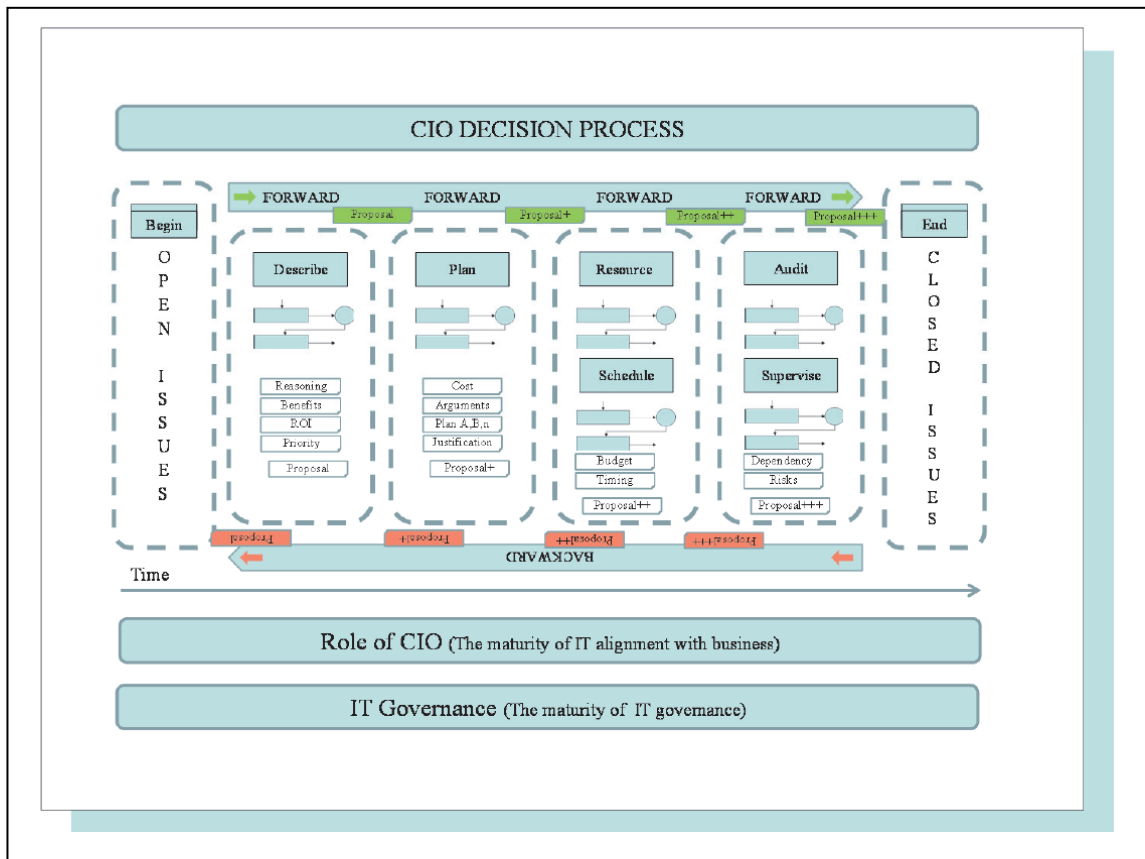 CIO DECISION PROCESS
FORWARD FORWARD FORWARD FORWARD
Proposal Proposal+ Proposal++ Proposal+++
Begin
OPEN ISSUES
Describe
Reasoning
Benefits
ROI
Priority
Proposal
Plan
Cost
Arguments
Plan A,B,n
Justification
Proposal+
Resource
Schedule
Budget
Timing
Proposal++
Audit
Supervise
Dependency
Risks
Proposal+++
End
CLOSED ISSUES
Proposal Proposal+ Proposal++ Proposal+++
BACKWARD
Time
Role of CIO (The maturity of IT alignment with business)
IT Governance (The maturity of IT governance)